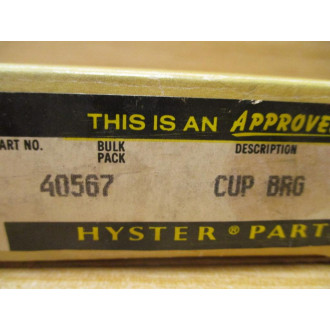 THIS IS AN APPROVE
ART NO. BULK PACK DESCRIPTION
40567 CUP BRG
HYSTER ® PART